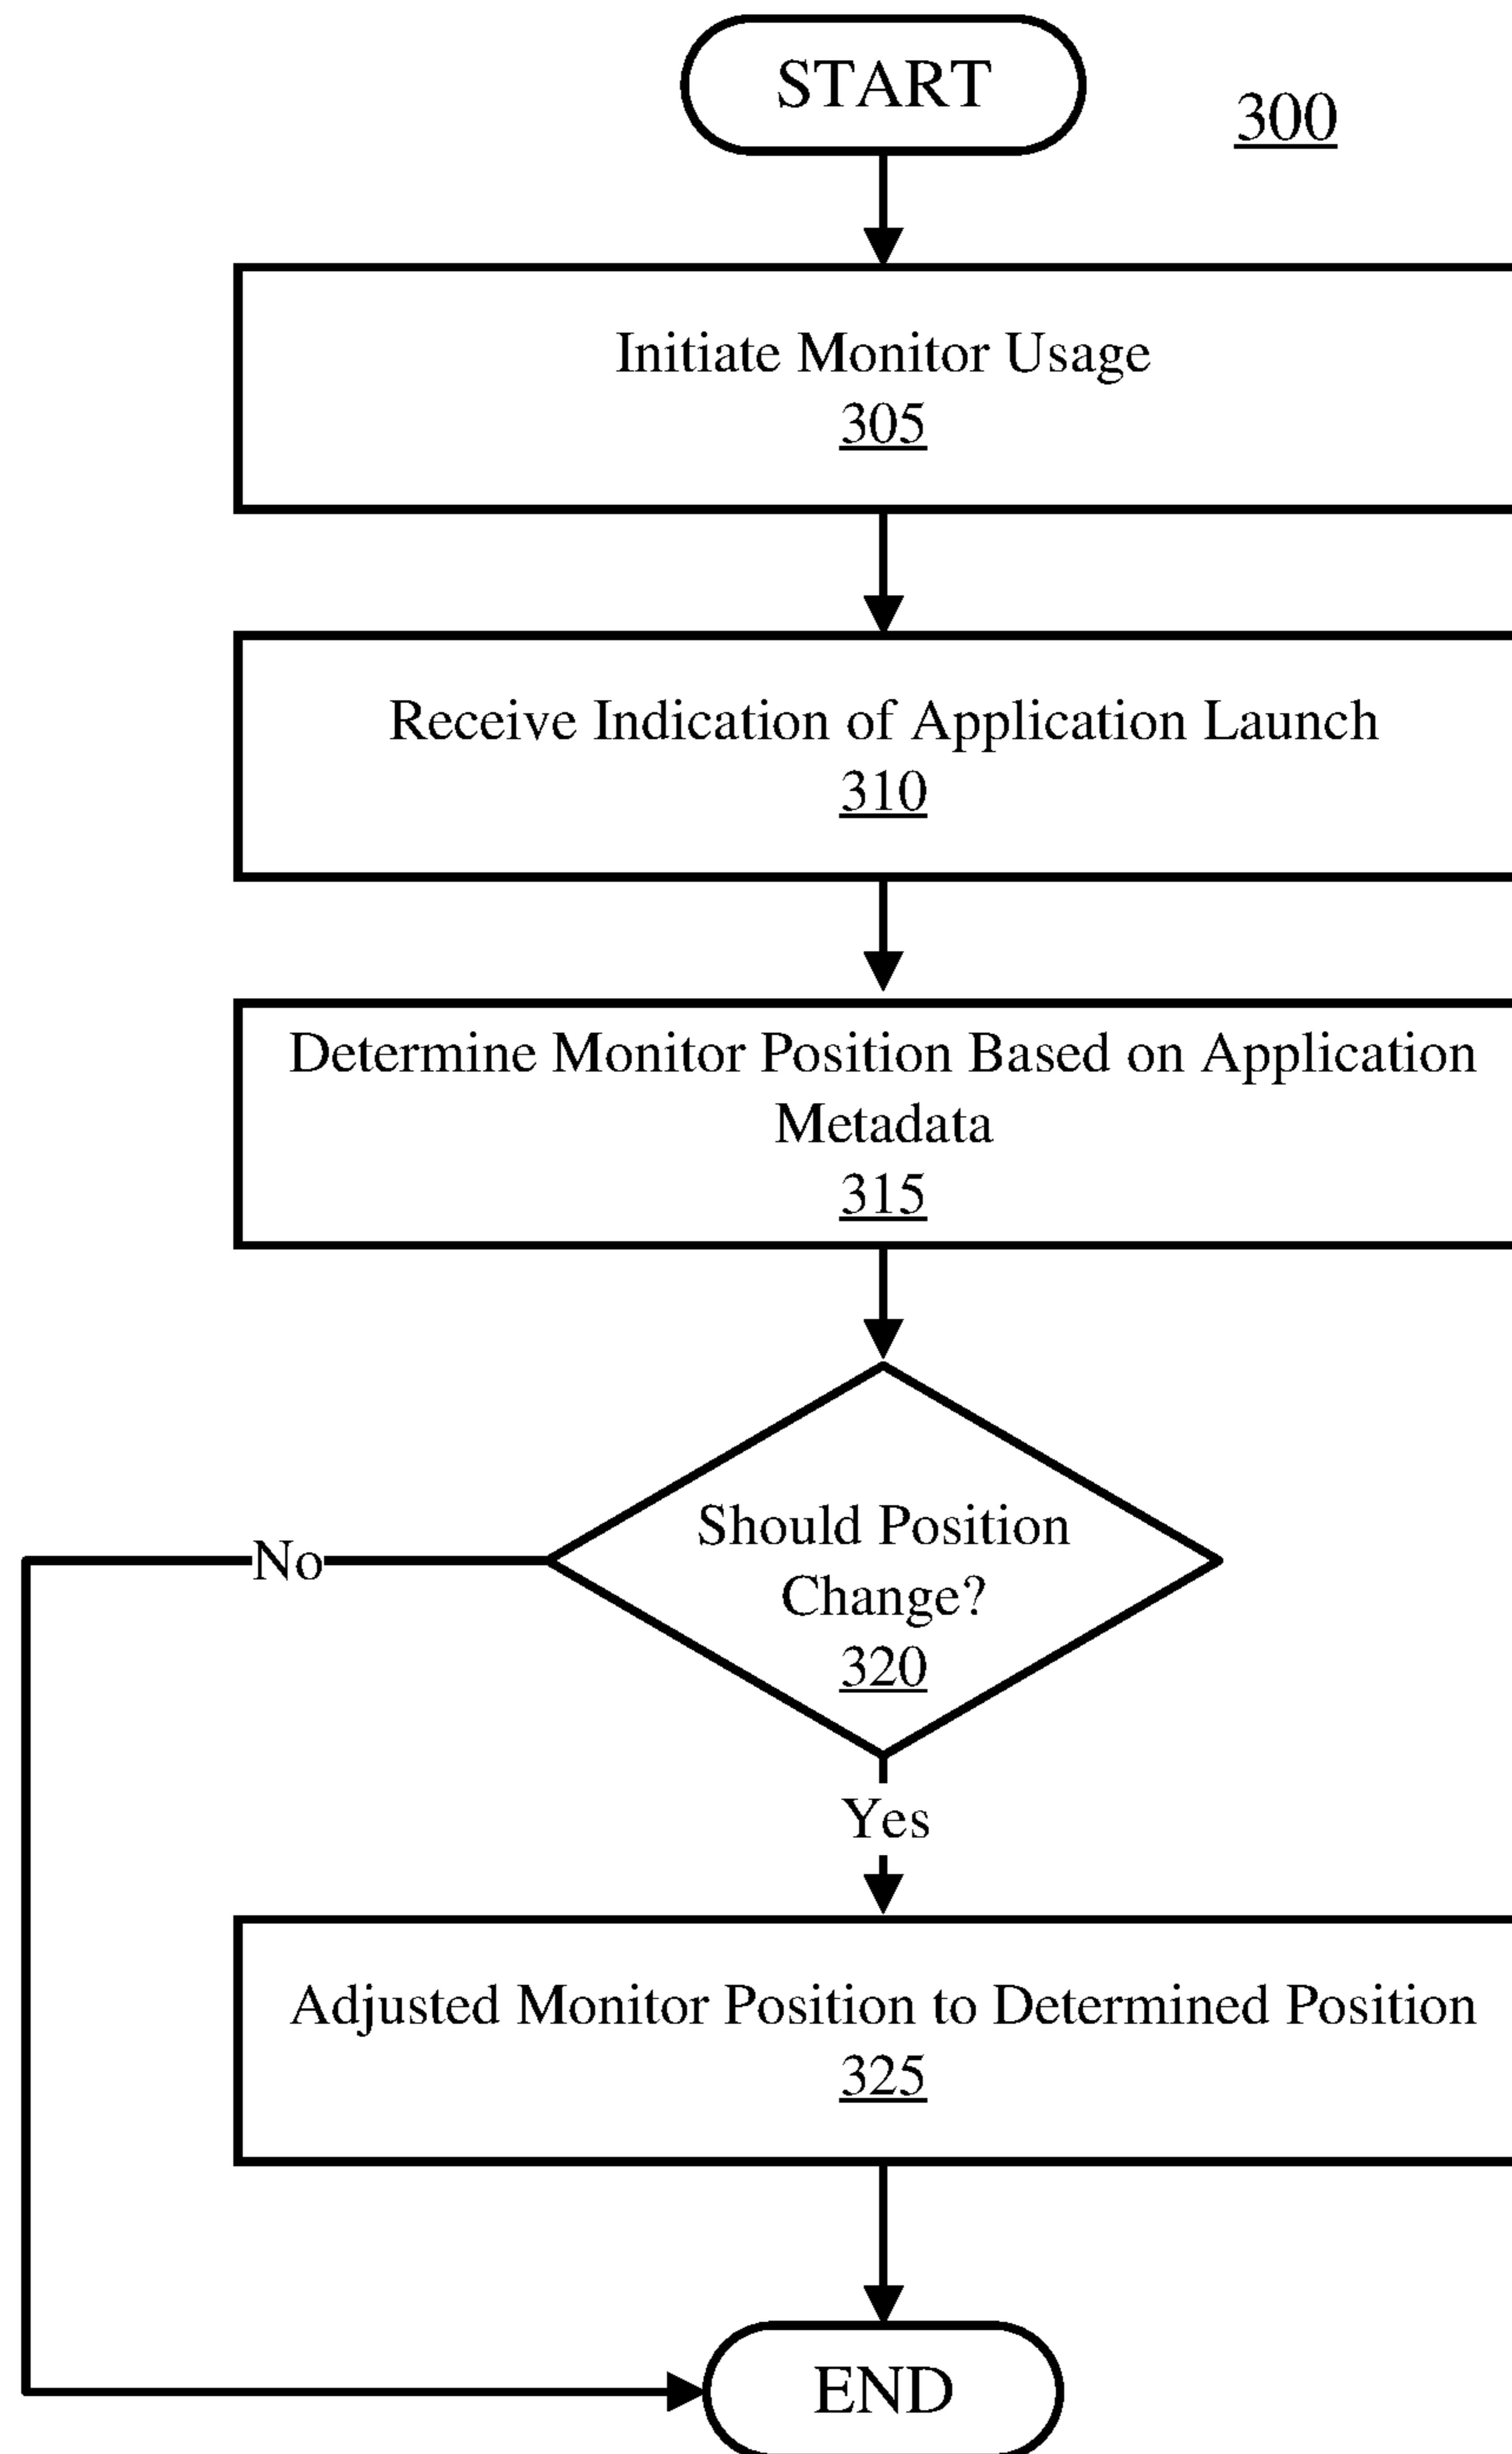 START
300
Initiate Monitor Usage
305
Receive Indication of Application Launch
310
Determine Monitor Position Based on Application
Metadata
315
Should Position
Change?
320
No
Yes
Adjusted Monitor Position to Determined Position
325
END